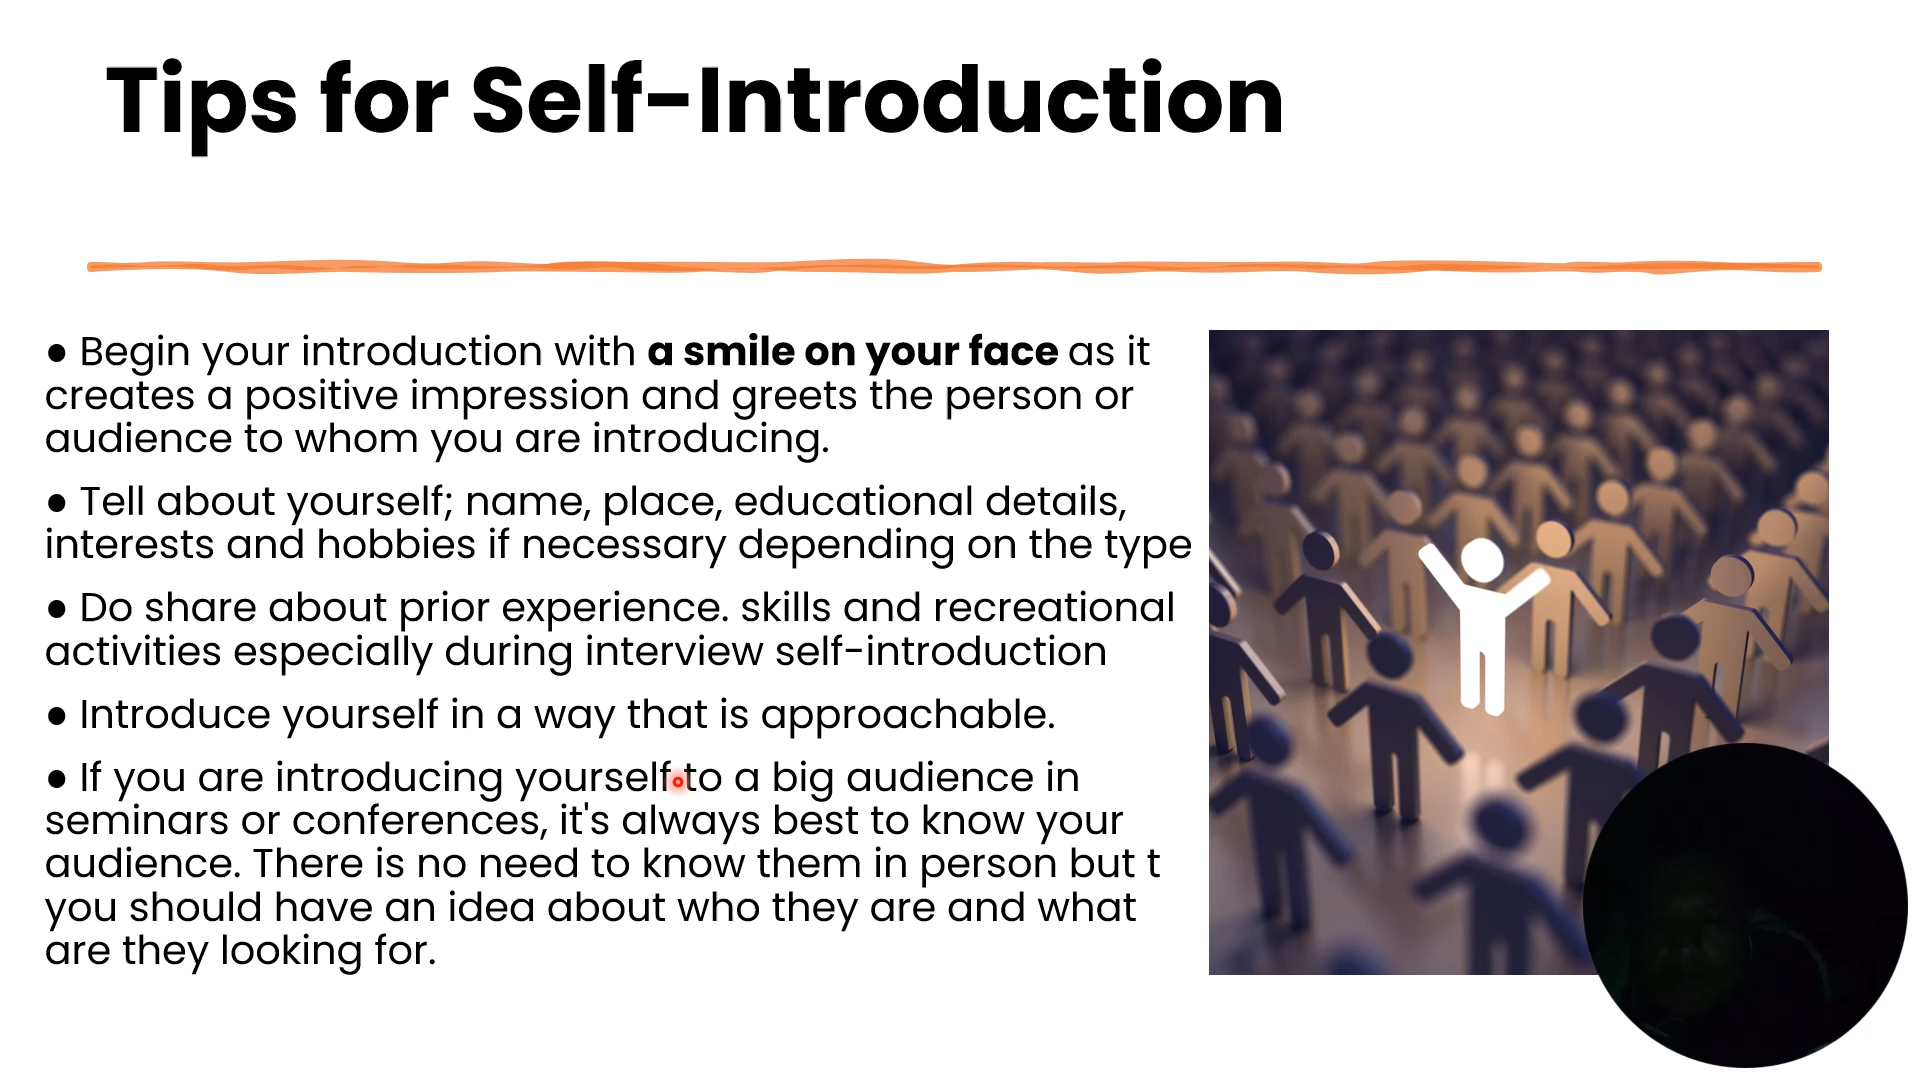 Tips for Self-Introduction
● Begin your introduction with a smile on your face as it
creates a positive impression and greets the person or
audience to whom you are introducing.
● Tell about yourself; name, place, educational details,
interests and hobbies if necessary depending on the type
● Do share about prior experience. skills and recreational
activities especially during interview self-introduction
● Introduce yourself in a way that is approachable.
● If you are introducing yourself to a big audience in
seminars or conferences, it's always best to know your
audience. There is no need to know them in person but t
you should have an idea about who they are and what
are they looking for.